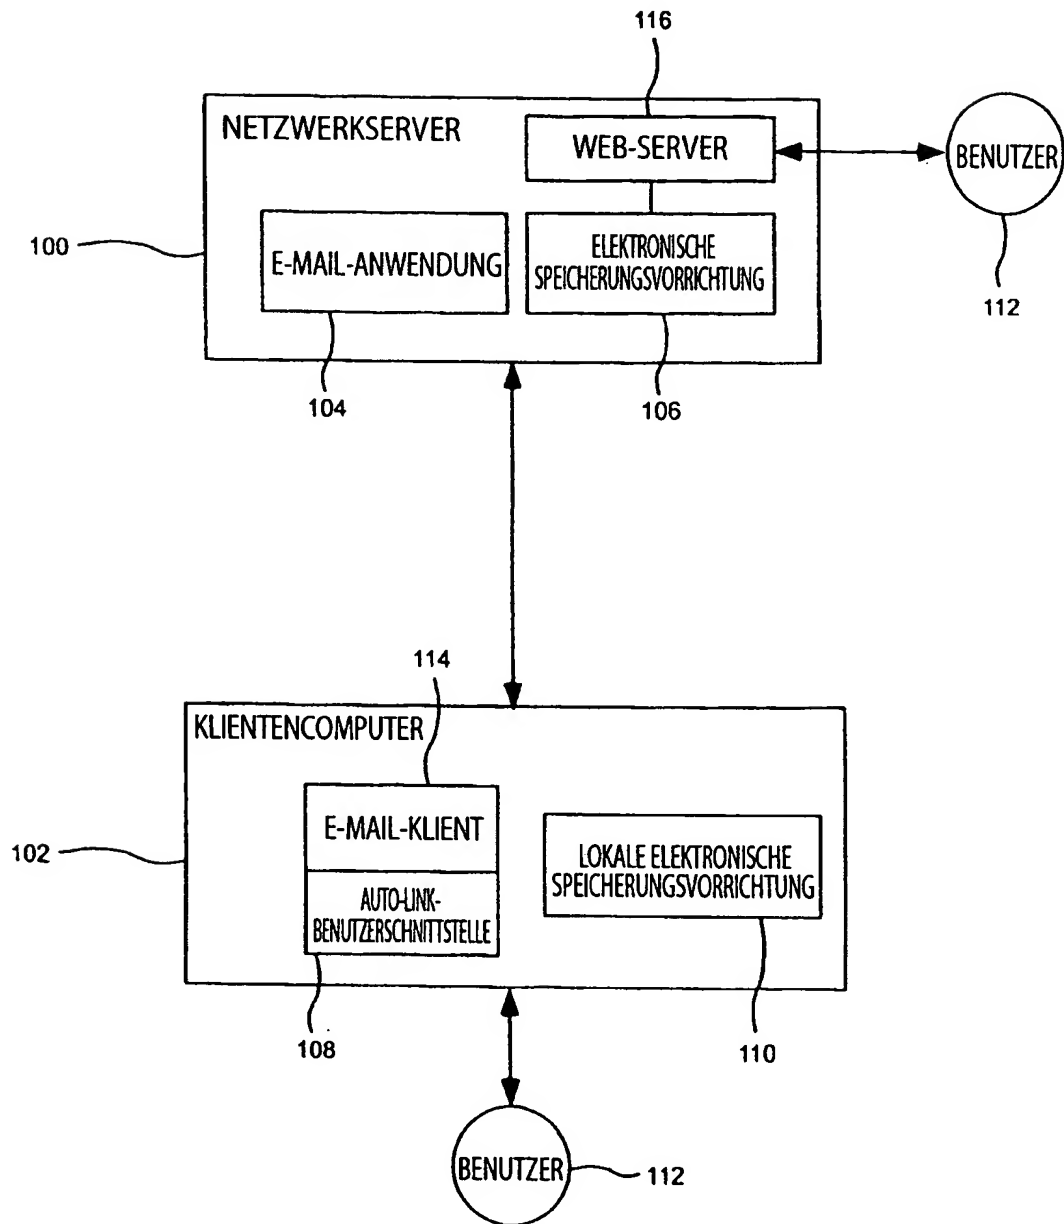 116
NETZWERKSERVER
WEB-SERVER
BENUTZER
100
E-MAIL-ANWENDUNG
ELEKTRONISCHE
SPEICHERUNGSVORRICHTUNG
112
104
106
114
KLIENTENCOMPUTER
E-MAIL-KLIENT
102
LOKALE ELEKTRONISCHE
SPEICHERUNGSVORRICHTUNG
AUTO-LINK-
BENUTZERSCHNITTSTELLE
108
110
BENUTZER
112